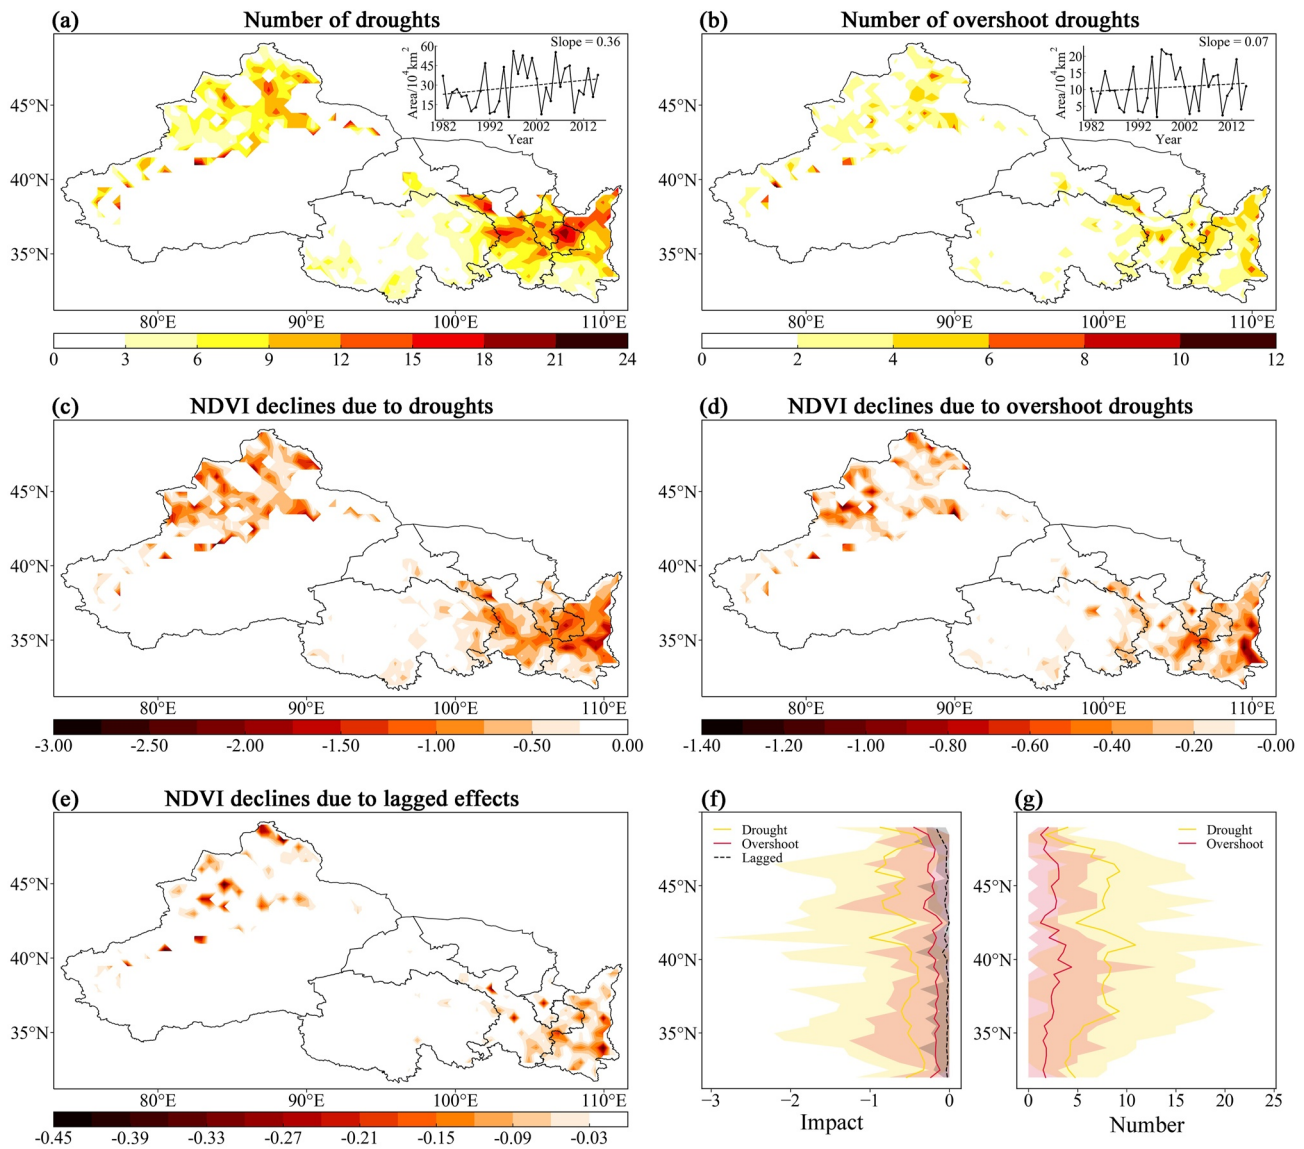 (a) Number of droughts
Slope = 0.36
Area/10⁴km²
60
45
30
15
1982 1992 2002 2012
Year
45°N
40°N
35°N
80°E 90°E 100°E 110°E
0 3 6 9 12 15 18 21 24
(b) Number of overshoot droughts
Slope = 0.07
Area/10⁴km²
20
15
10
5
1982 1992 2002 2012
Year
45°N
40°N
35°N
80°E 90°E 100°E 110°E
0 2 4 6 8 10 12
(c) NDVI declines due to droughts
45°N
40°N
35°N
80°E 90°E 100°E 110°E
-3.00 -2.50 -2.00 -1.50 -1.00 -0.50 0.00
(d) NDVI declines due to overshoot droughts
45°N
40°N
35°N
80°E 90°E 100°E 110°E
-1.40 -1.20 -1.00 -0.80 -0.60 -0.40 -0.20 -0.00
(e) NDVI declines due to lagged effects
45°N
40°N
35°N
80°E 90°E 100°E 110°E
-0.45 -0.39 -0.33 -0.27 -0.21 -0.15 -0.09 -0.03
(f)
Drought
Overshoot
Lagged
45°N
40°N
35°N
−3 −2 −1 0
Impact
(g)
Drought
Overshoot
45°N
40°N
35°N
0 5 10 15 20 25
Number